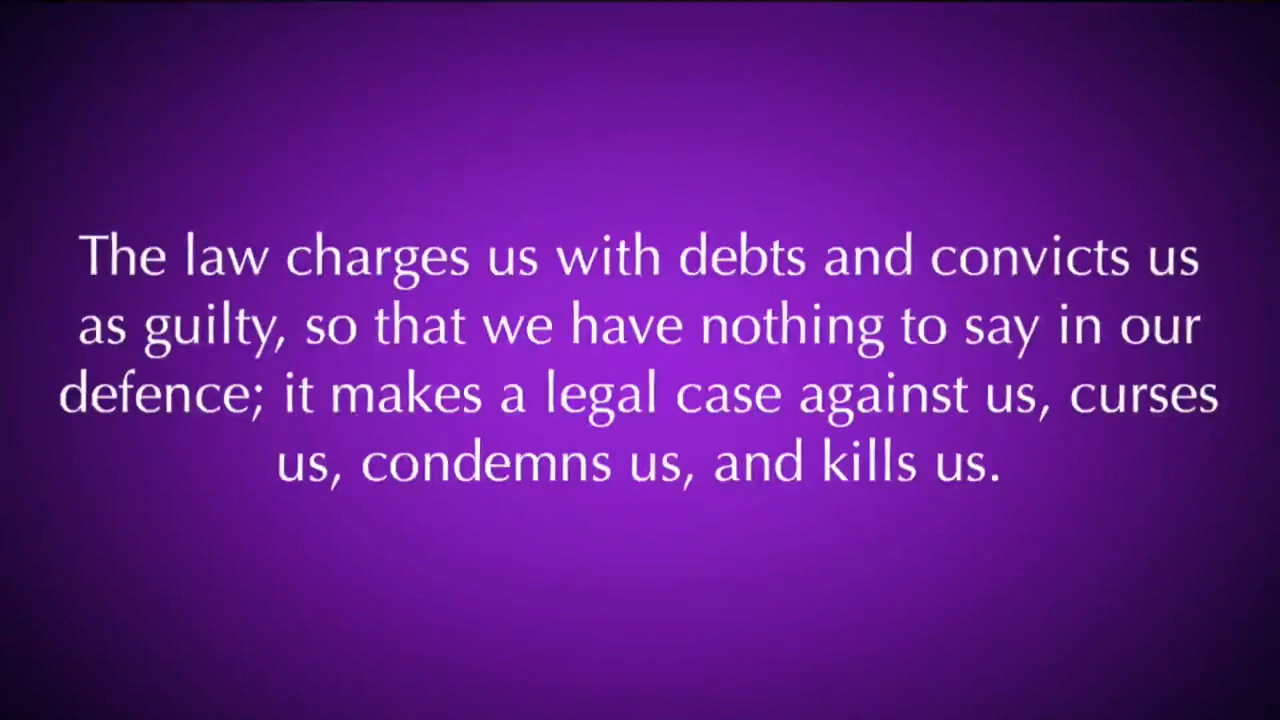 The law charges us with debts and convicts us
as guilty, so that we have nothing to say in our
defence; it makes a legal case against us, curses
us, condemns us, and kills us.